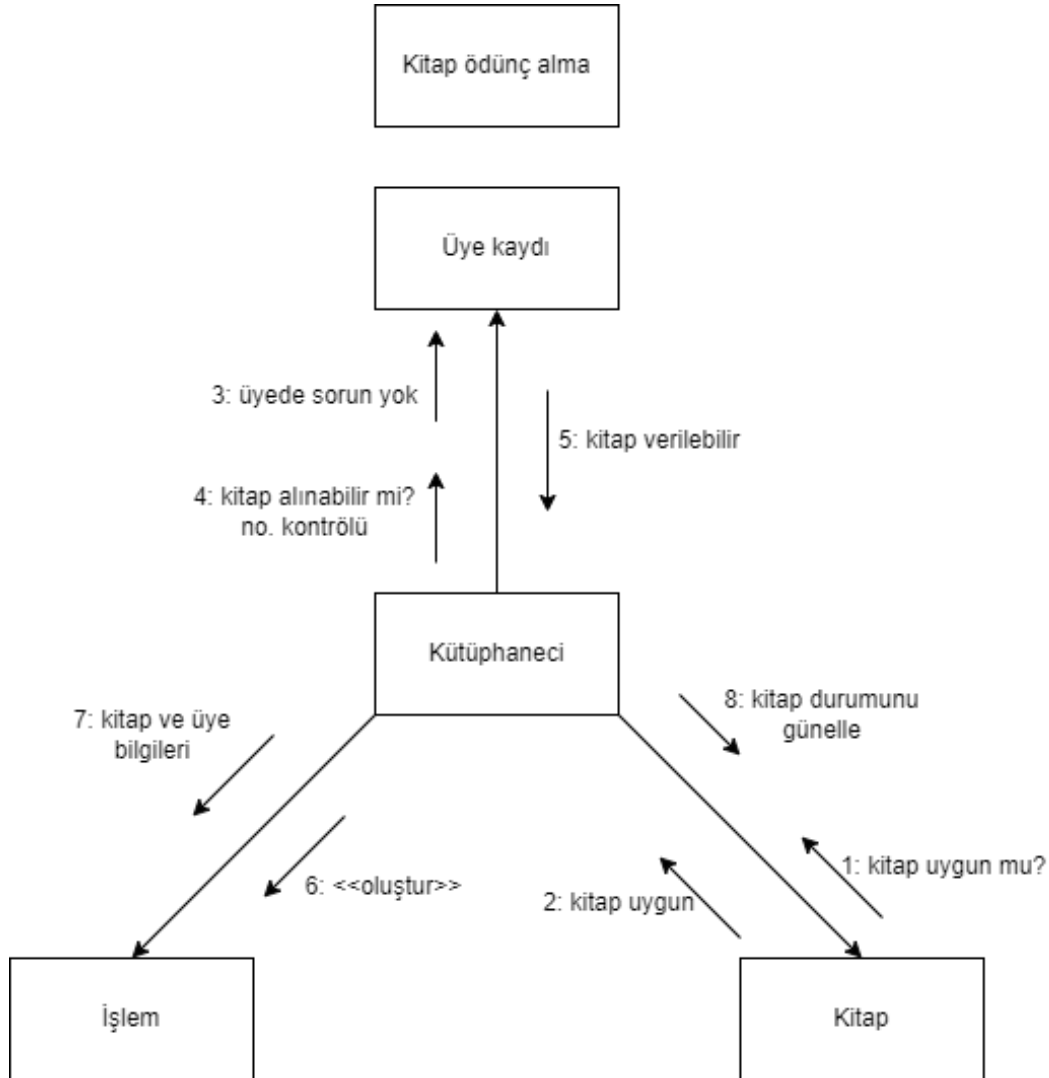 Kitap ödünç alma
Üye kaydı
3: üyede sorun yok
5: kitap verilebilir
4: kitap alınabilir mi?
no. kontrölü
Kütüphaneci
7: kitap ve üye
bilgileri
8: kitap durumunu
günelle
6: <<oluştur>>
2: kitap uygun
1: kitap uygun mu?
İşlem
Kitap